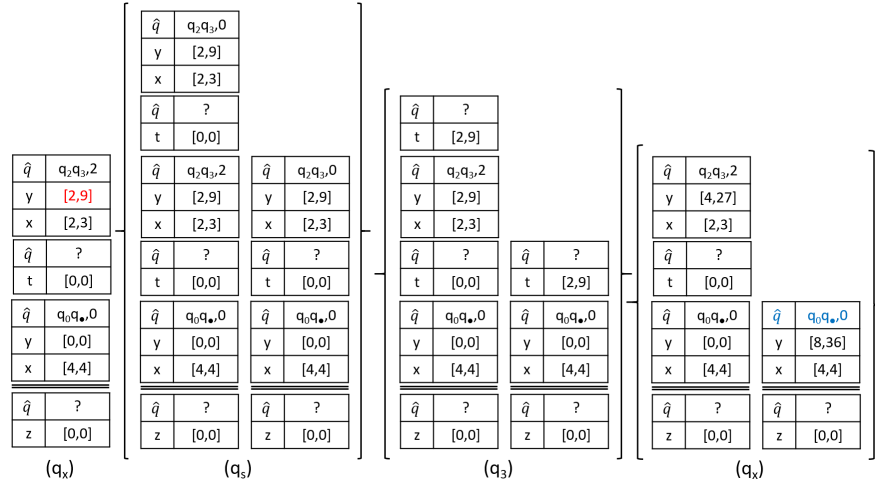 q̂ q₂q₃,2
y [2,9]
x [2,3]
q̂ ?
t [0,0]
q̂ q₀q●,0
y [0,0]
x [4,4]
q̂ ?
z [0,0]
(qₓ)
q̂ q₂q₃,0
y [2,9]
x [2,3]
q̂ ?
t [0,0]
q̂ q₂q₃,2
y [2,9]
x [2,3]
q̂ ?
t [0,0]
q̂ q₀q●,0
y [0,0]
x [4,4]
q̂ ?
z [0,0]
q̂ q₂q₃,0
y [2,9]
x [2,3]
q̂ ?
t [0,0]
q̂ q₀q●,0
y [0,0]
x [4,4]
q̂ ?
z [0,0]
(qₛ)
q̂ ?
t [2,9]
q̂ q₂q₃,2
y [2,9]
x [2,3]
q̂ ?
t [0,0]
q̂ q₀q●,0
y [0,0]
x [4,4]
q̂ ?
z [0,0]
q̂ ?
t [2,9]
q̂ q₀q●,0
y [0,0]
x [4,4]
q̂ ?
z [0,0]
(q₃)
q̂ q₂q₃,2
y [4,27]
x [2,3]
q̂ ?
t [0,0]
q̂ q₀q●,0
y [0,0]
x [4,4]
q̂ ?
z [0,0]
q̂ q₀q●,0
y [8,36]
x [4,4]
q̂ ?
z [0,0]
(qₓ)